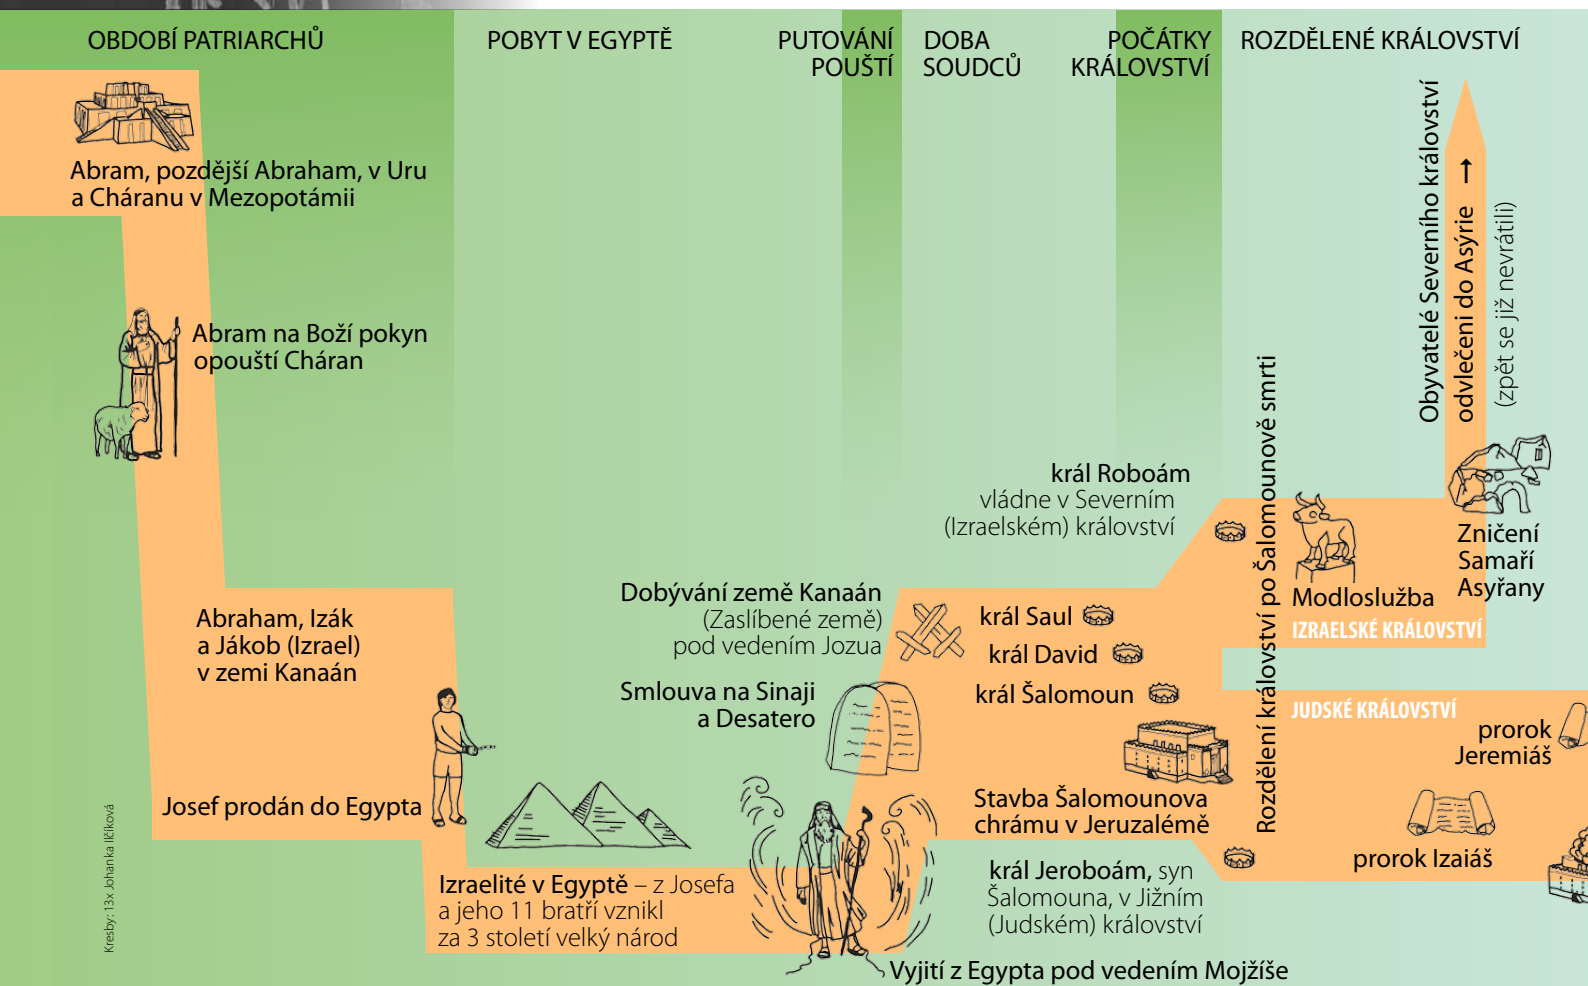 OBDOBÍ PATRIARCHŮ
POBYT V EGYPTĚ
PUTOVÁNÍ
POUŠTÍ
DOBA
SOUDCŮ
POČÁTKY
KRÁLOVSTVÍ
ROZDĚLENÉ KRÁLOVSTVÍ
Abram, pozdější Abraham, v Uru
a Cháranu v Mezopotámii
Abram na Boží pokyn
opouští Cháran
Abraham, Izák
a Jákob (Izrael)
v zemi Kanaán
Josef prodán do Egypta
Izraelité v Egyptě – z Josefa
a jeho 11 bratří vznikl
za 3 století velký národ
Vyjití z Egypta pod vedením Mojžíše
Smlouva na Sinaji
a Desatero
Dobývání země Kanaán
(Zaslíbené země)
pod vedením Jozua
král Saul
král David
král Šalomoun
Stavba Šalomounova
chrámu v Jeruzalémě
král Roboám
vládne v Severním
(Izraelském) království
král Jeroboám, syn
Šalomouna, v Jižním
(Judském) království
Rozdělení království po Šalomounově smrti
Modloslužba
IZRAELSKÉ KRÁLOVSTVÍ
Zničení
Samaří
Asyřany
Obyvatelé Severního království
odvlečeni do Asýrie →
(zpět se již nevrátili)
JUDSKÉ KRÁLOVSTVÍ
prorok
Jeremiáš
prorok Izaiáš
Kresby: 13x Johanka Ilčíková